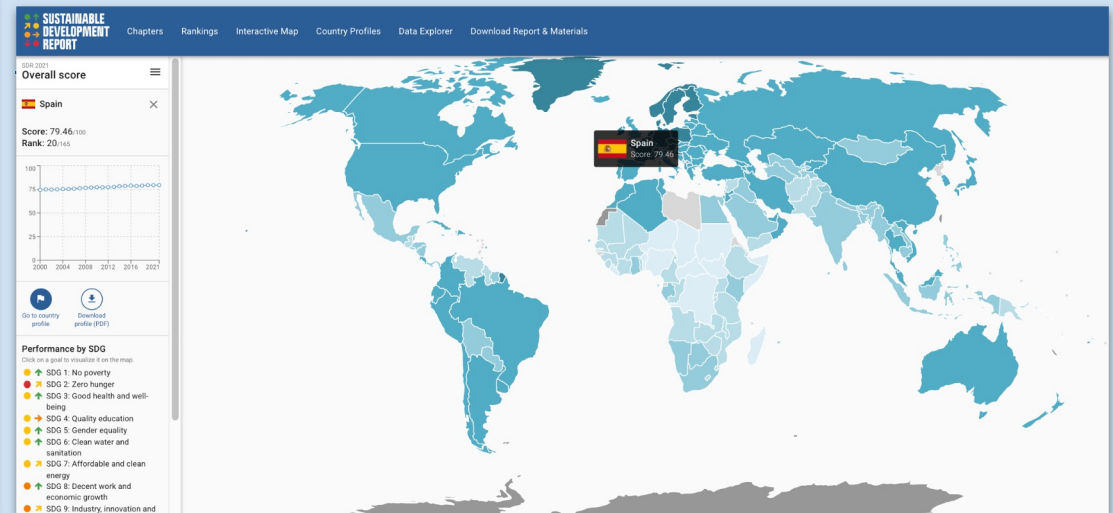 SUSTAINABLE
DEVELOPMENT
REPORT
Chapters Rankings Interactive Map Country Profiles Data Explorer Download Report & Materials
SDR 2021
Overall score
Spain
Score: 79.46/100
Rank: 20/165
100
75
50
25
0
2000 2004 2008 2012 2016 2021
Go to country
profile
Download
profile (PDF)
Performance by SDG
Click on a goal to visualize it on the map.
SDG 1: No poverty
SDG 2: Zero hunger
SDG 3: Good health and well-
being
SDG 4: Quality education
SDG 5: Gender equality
SDG 6: Clean water and
sanitation
SDG 7: Affordable and clean
energy
SDG 8: Decent work and
economic growth
SDG 9: Industry, innovation and
Spain
Score: 79.46